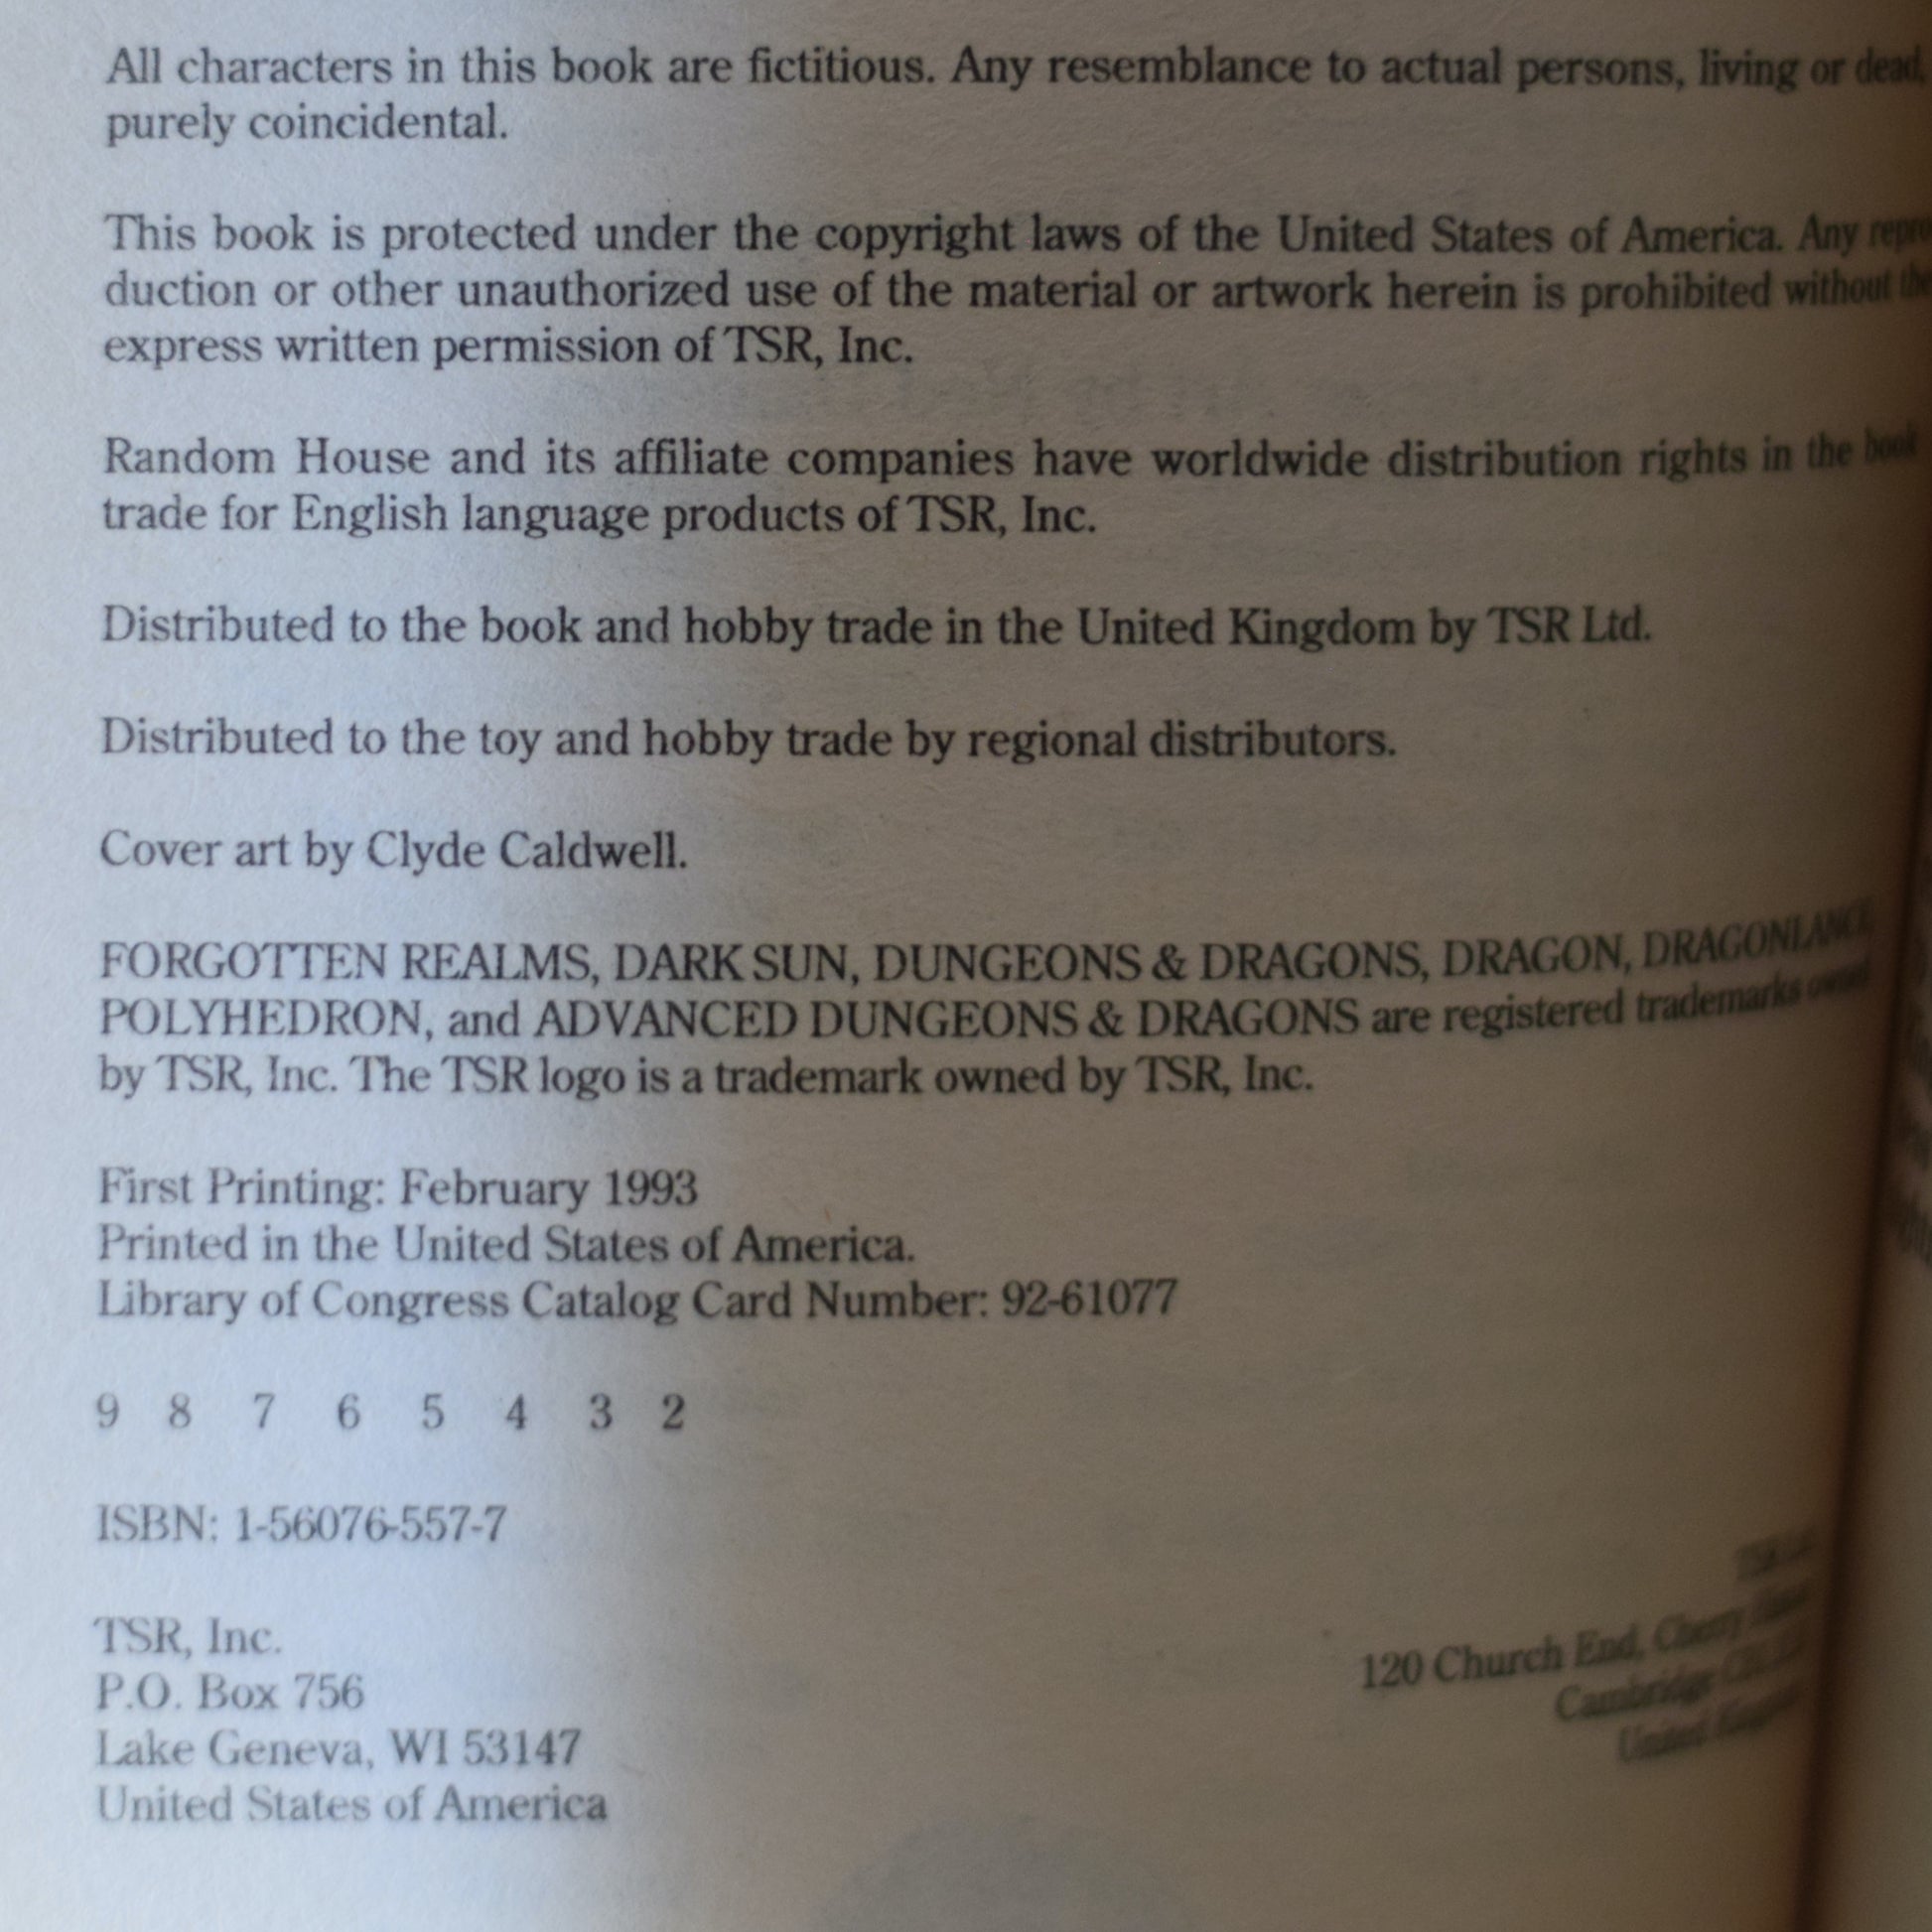 All characters in this book are fictitious. Any resemblance to actual persons, living or dead,
purely coincidental.
This book is protected under the copyright laws of the United States of America. Any repro
duction or other unauthorized use of the material or artwork herein is prohibited without the
express written permission of TSR, Inc.
Random House and its affiliate companies have worldwide distribution rights in the book
trade for English language products of TSR, Inc.
Distributed to the book and hobby trade in the United Kingdom by TSR Ltd.
Distributed to the toy and hobby trade by regional distributors.
Cover art by Clyde Caldwell.
FORGOTTEN REALMS, DARK SUN, DUNGEONS & DRAGONS, DRAGON, DRAGONLANCE,
POLYHEDRON, and ADVANCED DUNGEONS & DRAGONS are registered trademarks owned
by TSR, Inc. The TSR logo is a trademark owned by TSR, Inc.
First Printing: February 1993
Printed in the United States of America.
Library of Congress Catalog Card Number: 92-61077
9 8 7 6 5 4 3 2
ISBN: 1-56076-557-7
TSR, Inc.
P.O. Box 756
Lake Geneva, WI 53147
United States of America
120 Church End, Cherry
Cambridge
United